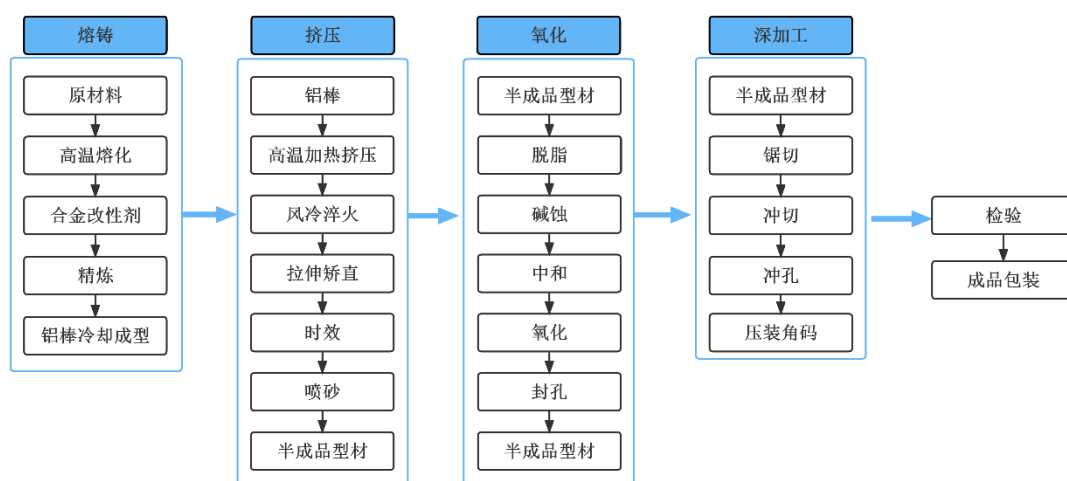 熔铸
原材料
高温熔化
合金改性剂
精炼
铝棒冷却成型
挤压
铝棒
高温加热挤压
风冷淬火
拉伸矫直
时效
喷砂
半成品型材
氧化
半成品型材
脱脂
碱蚀
中和
氧化
封孔
半成品型材
深加工
半成品型材
锯切
冲切
冲孔
压装角码
检验
成品包装